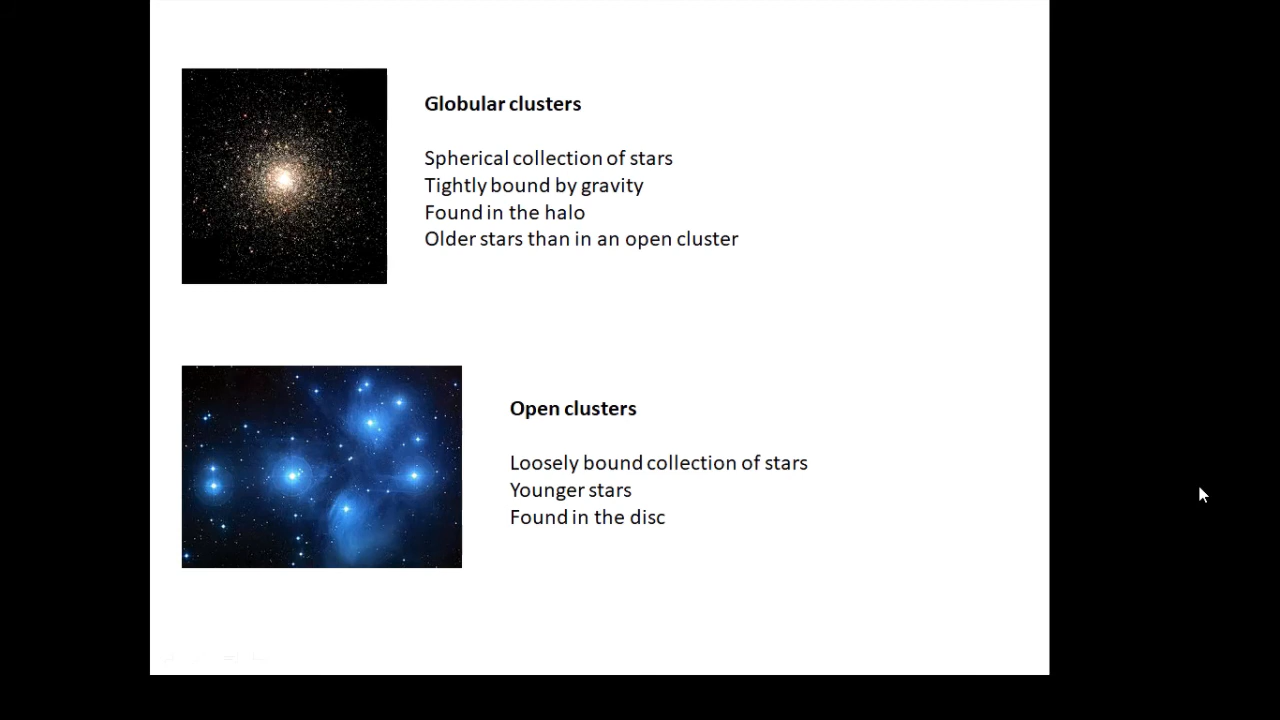 Globular clusters
Spherical collection of stars
Tightly bound by gravity
Found in the halo
Older stars than in an open cluster
Open clusters
Loosely bound collection of stars
Younger stars
Found in the disc